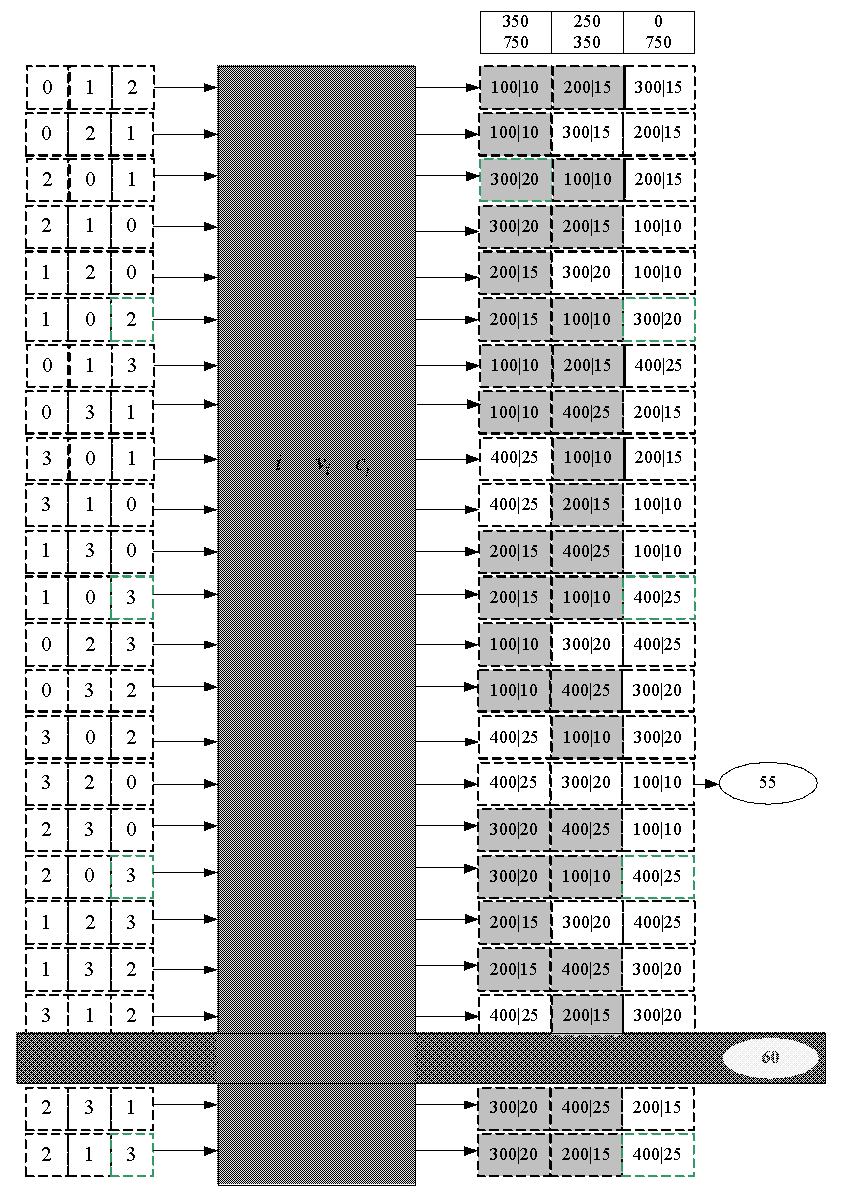 350 250 0
750 350 750
0 1 2 100|10 200|15 300|15
0 2 1 100|10 300|15 200|15
2 0 1 300|20 100|10 200|15
2 1 0 300|20 200|15 100|10
1 2 0 200|15 300|20 100|10
1 0 2 200|15 100|10 300|20
0 1 3 100|10 200|15 400|25
0 3 1 100|10 400|25 200|15
3 0 1 400|25 100|10 200|15
3 1 0 400|25 200|15 100|10
1 3 0 200|15 400|25 100|10
1 0 3 200|15 100|10 400|25
0 2 3 100|10 300|20 400|25
0 3 2 100|10 400|25 300|20
3 0 2 400|25 100|10 300|20
3 2 0 400|25 300|20 100|10 55
2 3 0 300|20 400|25 100|10
2 0 3 300|20 100|10 400|25
1 2 3 200|15 300|20 400|25
1 3 2 200|15 400|25 300|20
3 1 2 400|25 200|15 300|20
60
2 3 1 300|20 400|25 200|15
2 1 3 300|20 200|15 400|25